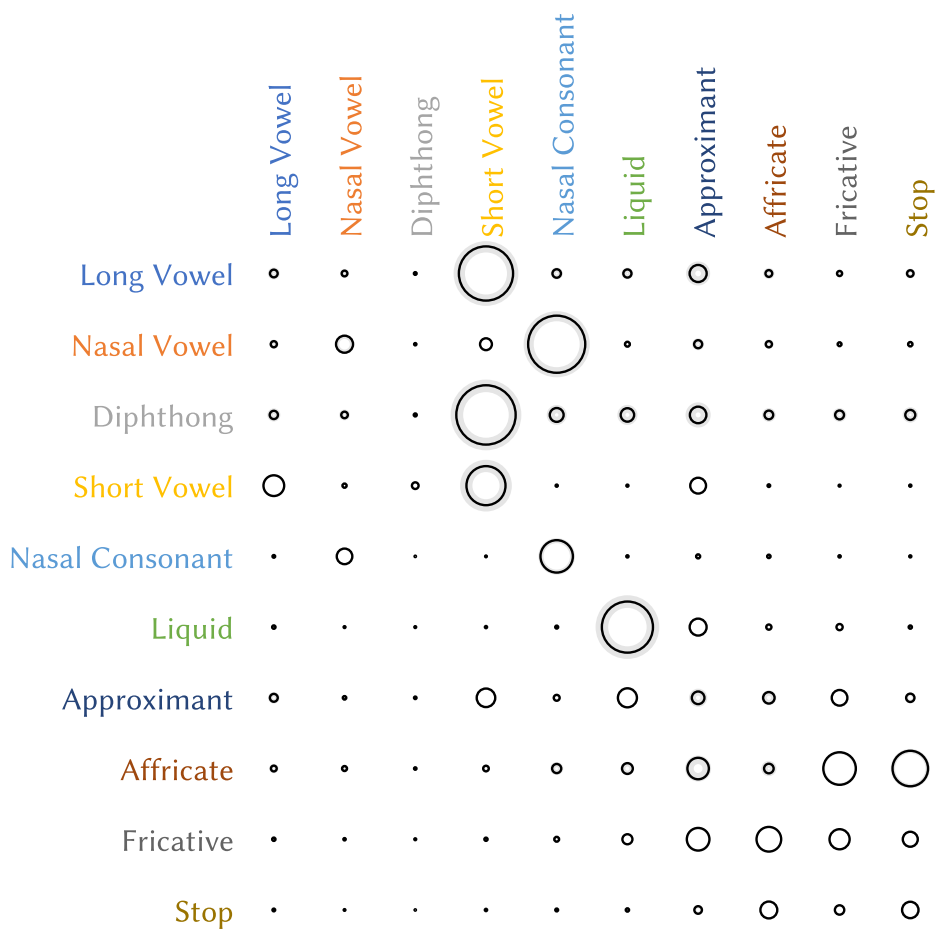 Long Vowel
Nasal Vowel
Diphthong
Short Vowel
Nasal Consonant
Liquid
Approximant
Affricate
Fricative
Stop
Long Vowel
Nasal Vowel
Diphthong
Short Vowel
Nasal Consonant
Liquid
Approximant
Affricate
Fricative
Stop